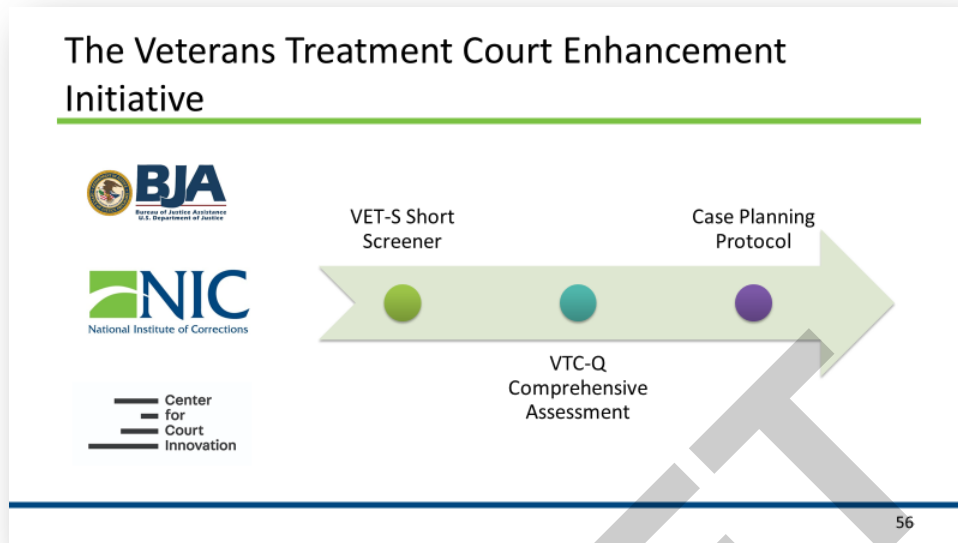 The Veterans Treatment Court Enhancement
Initiative
BJA
Bureau of Justice Assistance
U.S. Department of Justice
NIC
National Institute of Corrections
Center
for
Court
Innovation
VET-S Short
Screener
VTC-Q
Comprehensive
Assessment
Case Planning
Protocol
56